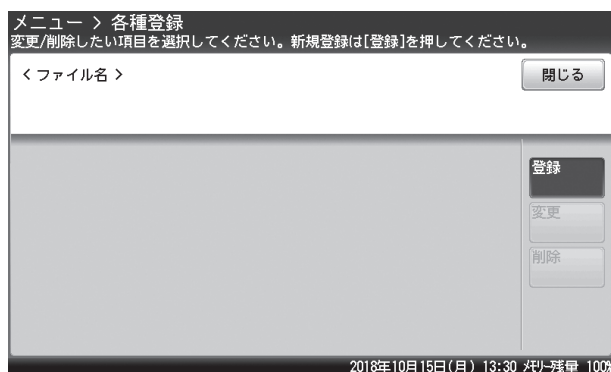 メニュー > 各種登録
変更/削除したい項目を選択してください。新規登録は[登録]を押してください。
<ファイル名>
閉じる
登録
変更
削除
2018年10月15日(月) 13:30 メモリー残量 100%